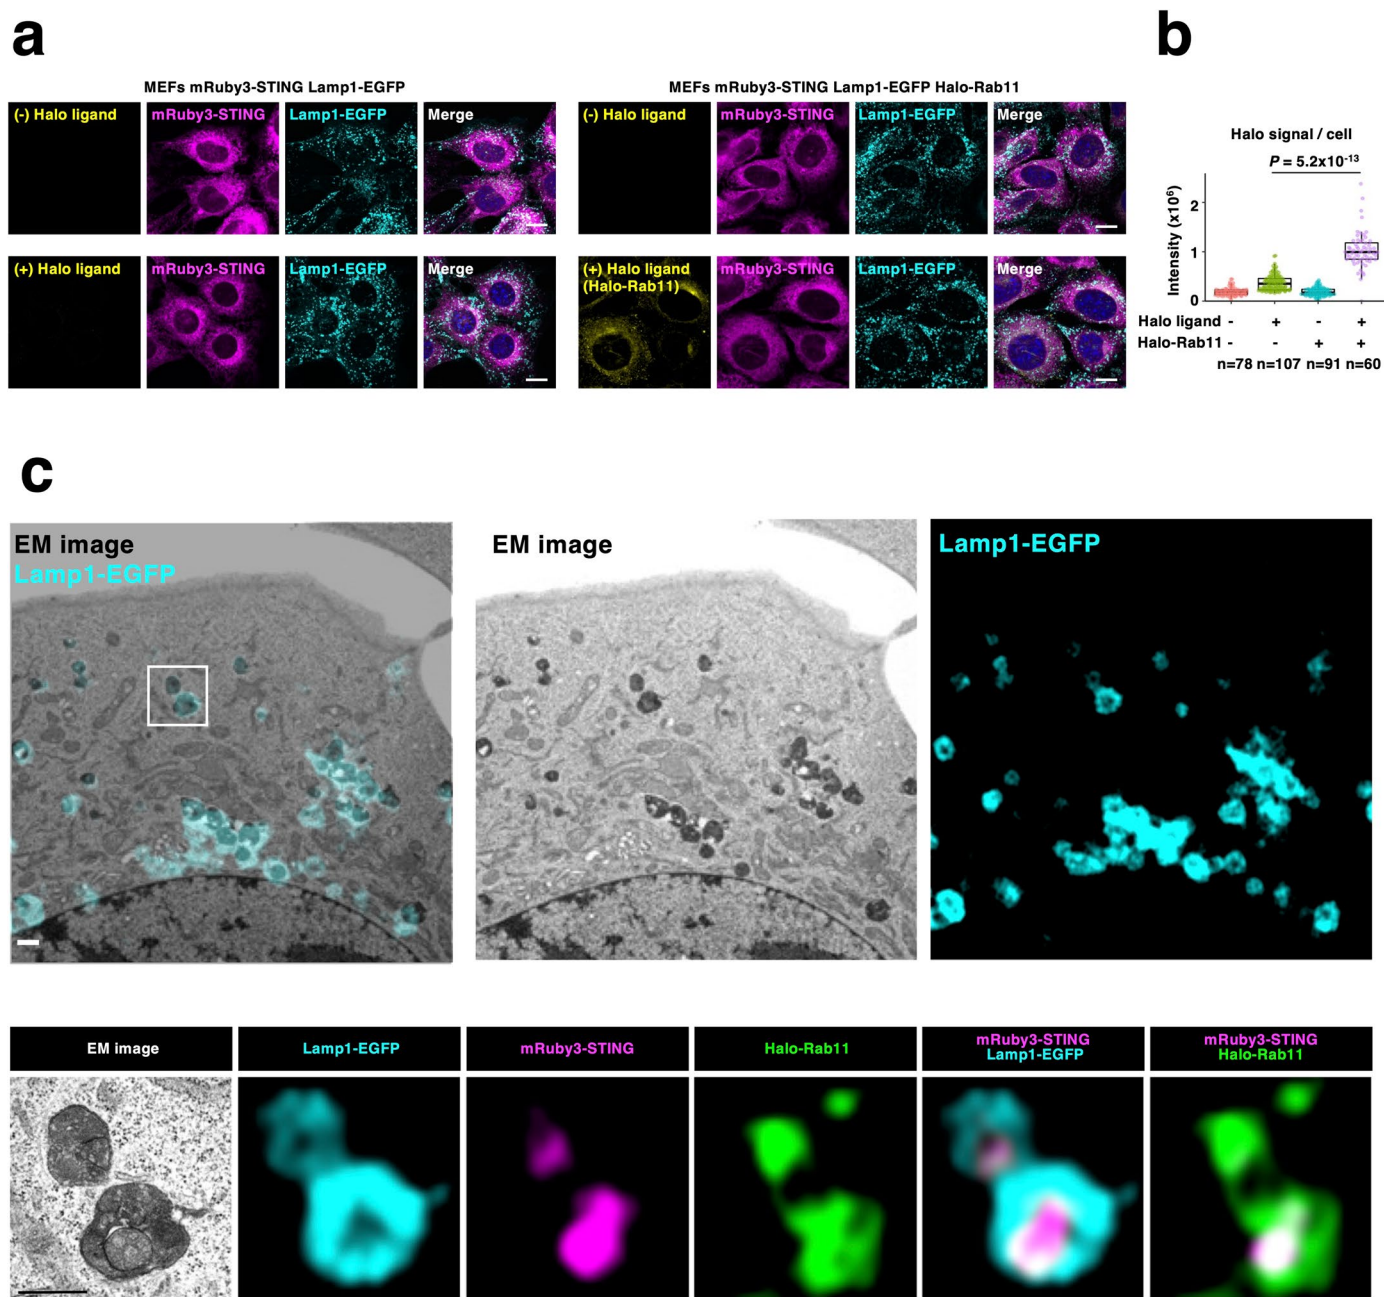 a
MEFs mRuby3-STING Lamp1-EGFP
MEFs mRuby3-STING Lamp1-EGFP Halo-Rab11
(-) Halo ligand
mRuby3-STING
Lamp1-EGFP
Merge
(-) Halo ligand
mRuby3-STING
Lamp1-EGFP
Merge
(+) Halo ligand
mRuby3-STING
Lamp1-EGFP
Merge
(+) Halo ligand
(Halo-Rab11)
mRuby3-STING
Lamp1-EGFP
Merge
b
Halo signal / cell
P = 5.2x10-13
Intensity (x10⁶)
2
1
0
Halo ligand - + - +
Halo-Rab11 - - + +
n=78 n=107 n=91 n=60
c
EM image
Lamp1-EGFP
EM image
Lamp1-EGFP
EM image
Lamp1-EGFP
mRuby3-STING
Halo-Rab11
mRuby3-STING
Lamp1-EGFP
mRuby3-STING
Halo-Rab11